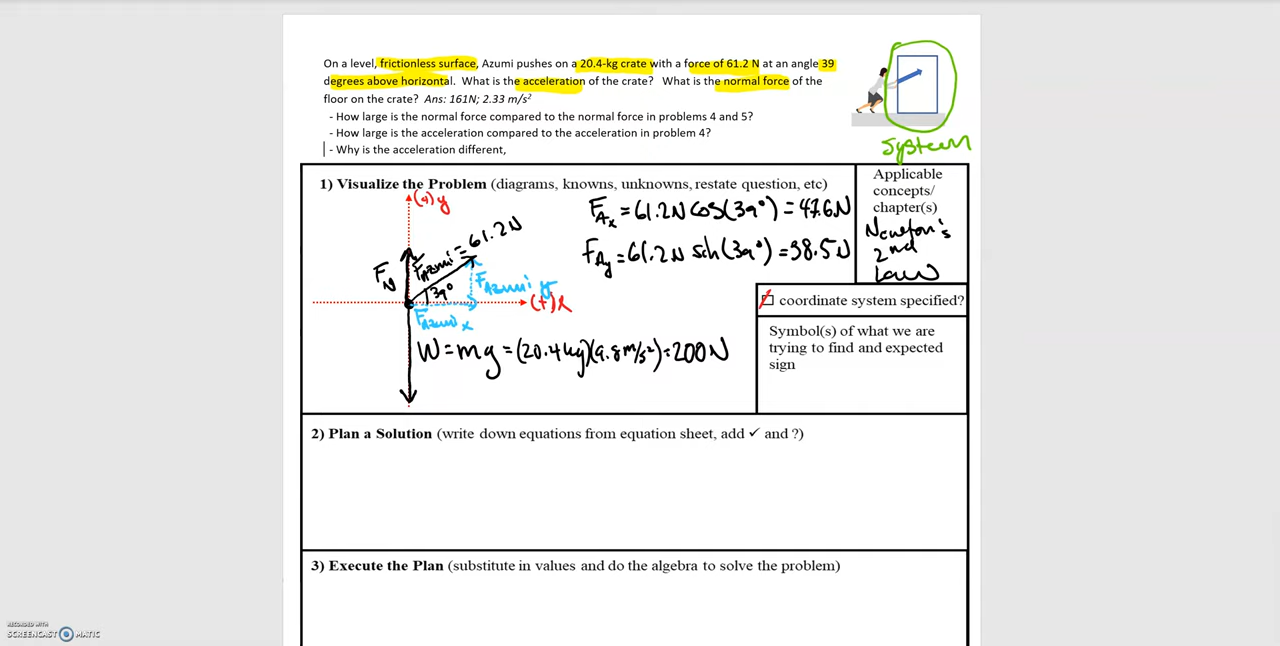 On a level, frictionless surface, Azumi pushes on a 20.4-kg crate with a force of 61.2 N at an angle 39
degrees above horizontal. What is the acceleration of the crate? What is the normal force of the
floor on the crate? Ans: 161N; 2.33 m/s²
- How large is the normal force compared to the normal force in problems 4 and 5?
- How large is the acceleration compared to the acceleration in problem 4?
- Why is the acceleration different,
System
1) Visualize the Problem (diagrams, knowns, unknowns, restate question, etc)
(+) y
F_N
F_Azumi = 61.2N
39°
F_Azumi y
F_Azumi x
(+) x
W = mg = (20.4 kg)(9.8 m/s²) = 200 N
F_Ax = 61.2N cos(39°) = 47.6N
F_Ay = 61.2N sin(39°) = 38.5N
Applicable
concepts/
chapter(s)
Newton's
2nd
Law
coordinate system specified?
Symbol(s) of what we are
trying to find and expected
sign
2) Plan a Solution (write down equations from equation sheet, add ✓ and ?)
3) Execute the Plan (substitute in values and do the algebra to solve the problem)
RECORDED WITH
SCREENCAST MATIC